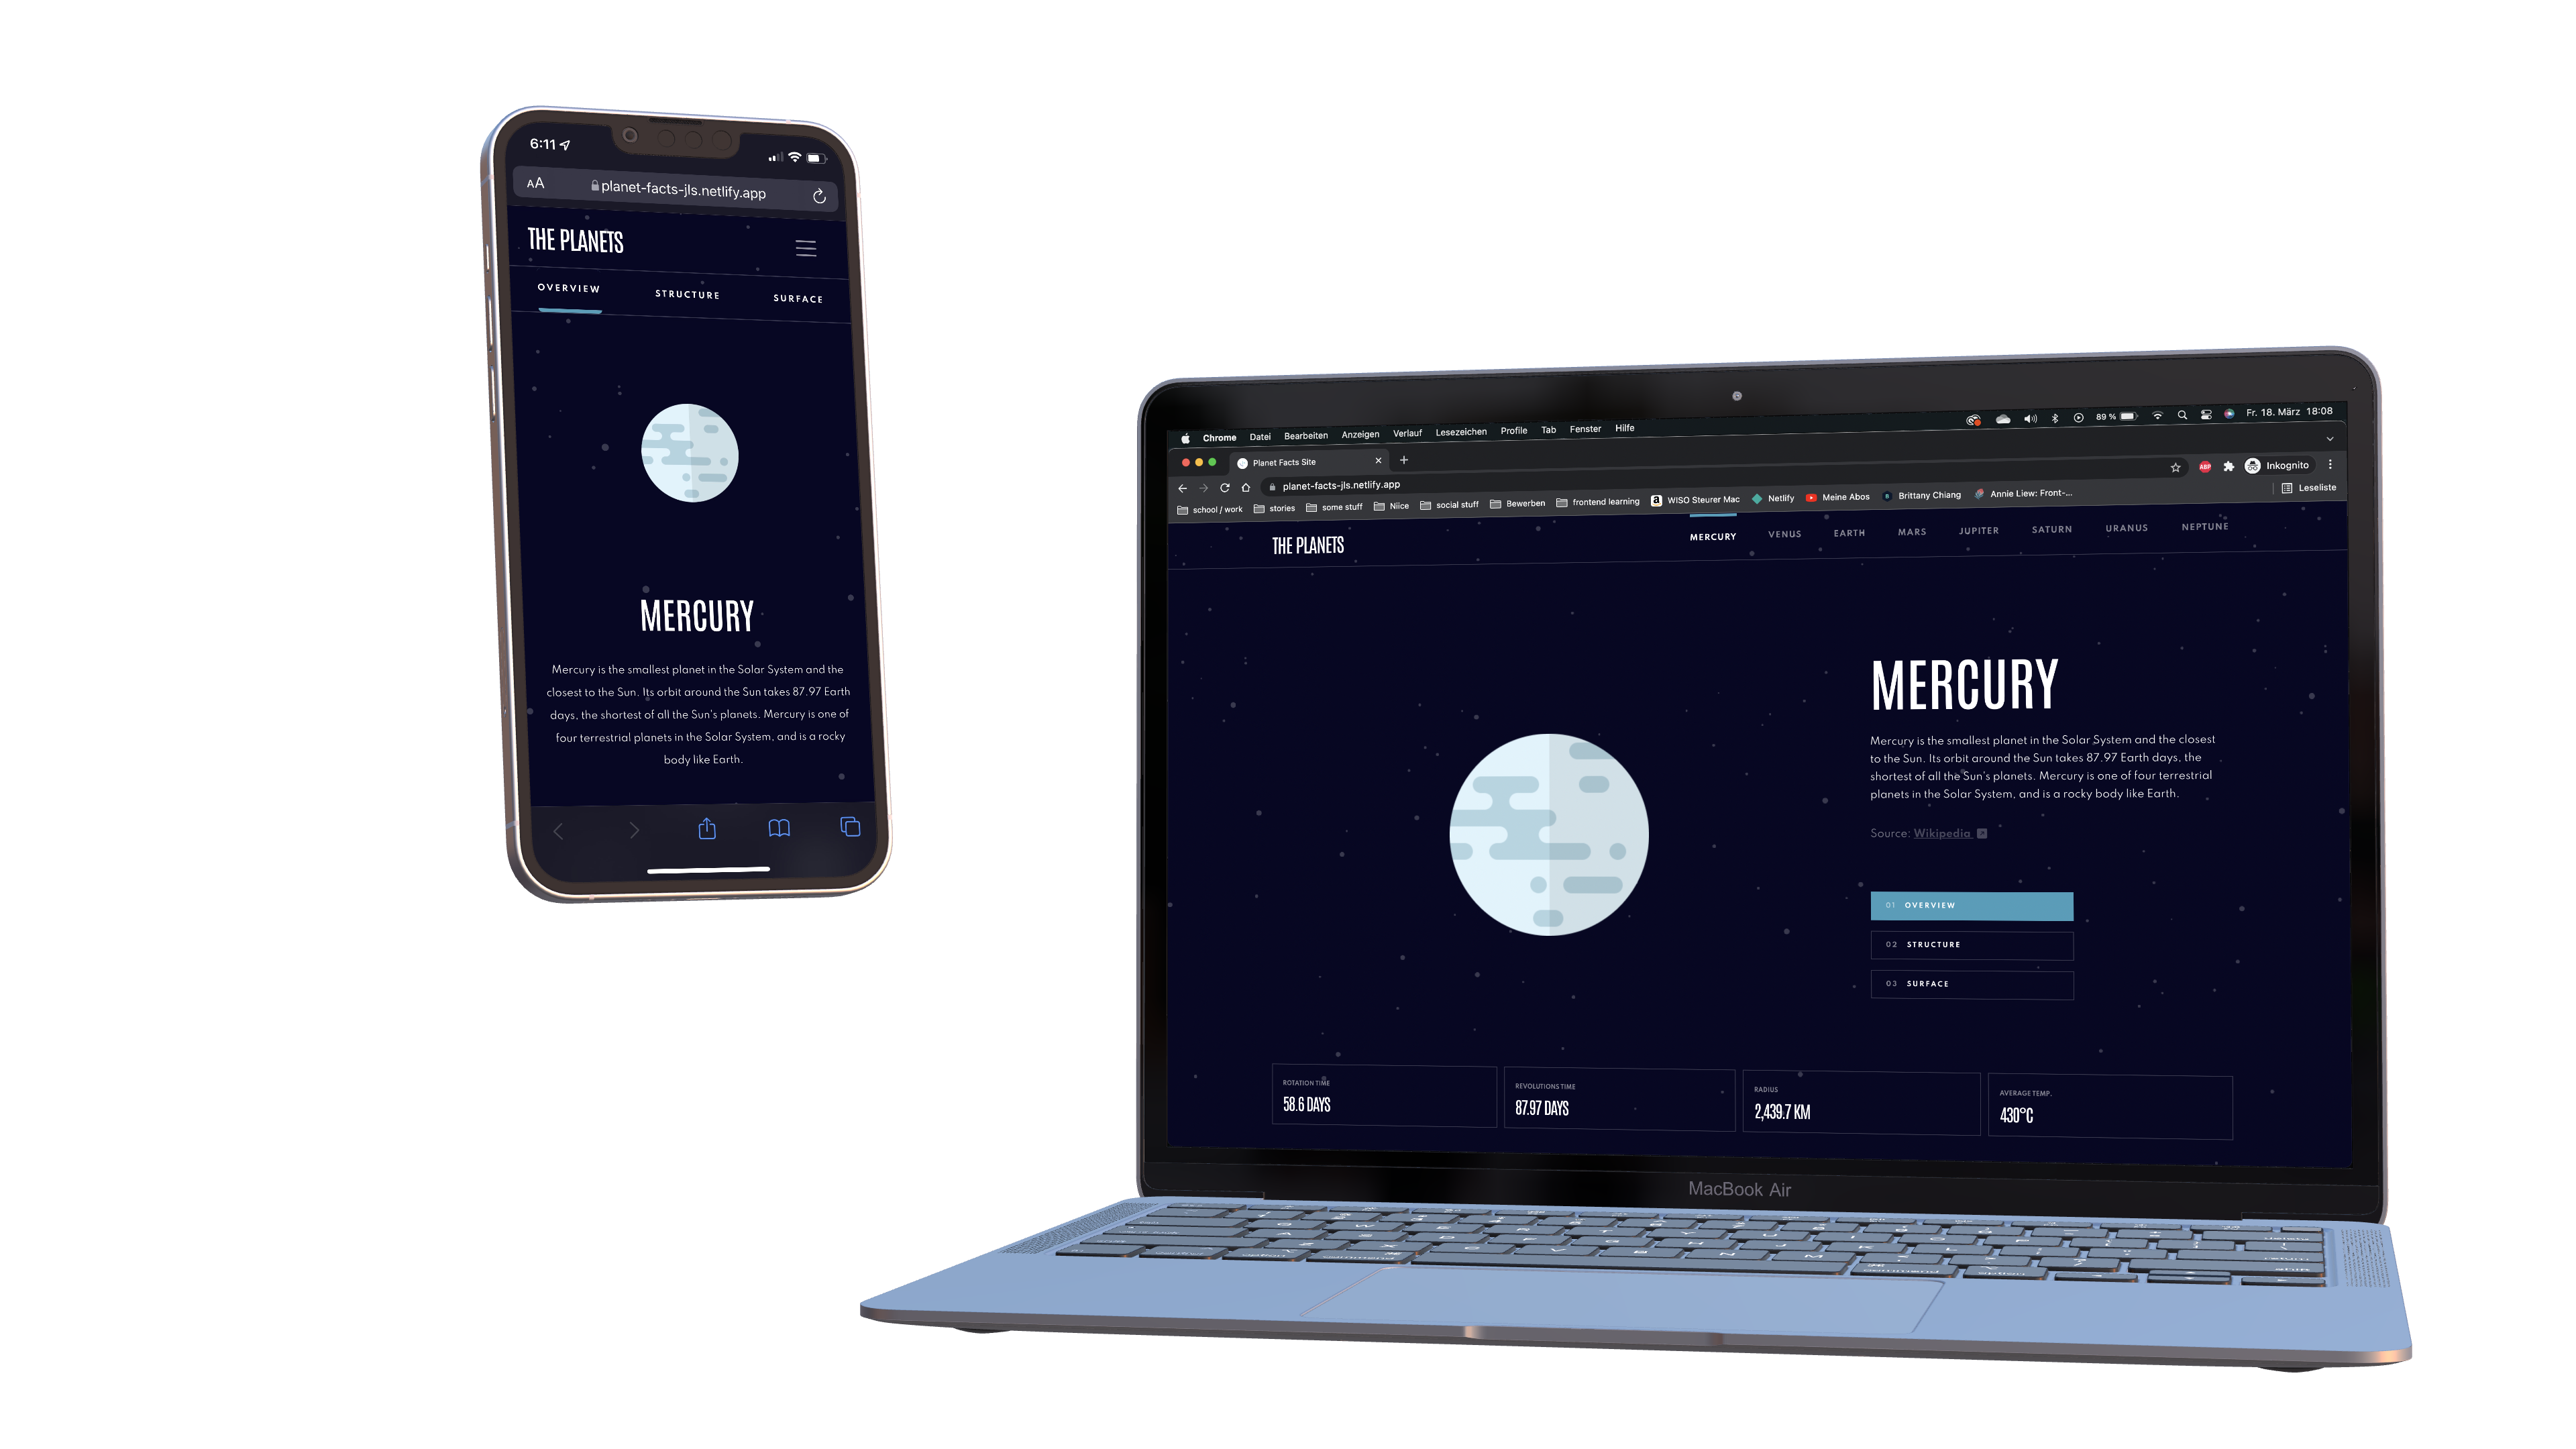 6:11
AA planet-facts-jls.netlify.app
THE PLANETS
OVERVIEW STRUCTURE SURFACE
MERCURY
Mercury is the smallest planet in the Solar System and the
closest to the Sun. Its orbit around the Sun takes 87.97 Earth
days, the shortest of all the Sun's planets. Mercury is one of
four terrestrial planets in the Solar System, and is a rocky
body like Earth.
Chrome Datei Bearbeiten Anzeigen Verlauf Lesezeichen Profile Tab Fenster Hilfe 89 % Fr. 18. März 18:08
Planet Facts Site
planet-facts-jls.netlify.app ABP Inkognito
school / work stories some stuff Niice social stuff Bewerben frontend learning WISO Steurer Mac Netlify Meine Abos Brittany Chiang Annie Liew: Front-... Leseliste
THE PLANETS MERCURY VENUS EARTH MARS JUPITER SATURN URANUS NEPTUNE
MERCURY
Mercury is the smallest planet in the Solar System and the closest
to the Sun. Its orbit around the Sun takes 87.97 Earth days, the
shortest of all the Sun's planets. Mercury is one of four terrestrial
planets in the Solar System, and is a rocky body like Earth.
Source: Wikipedia
01 OVERVIEW
02 STRUCTURE
03 SURFACE
ROTATION TIME
58.6 DAYS
REVOLUTIONS TIME
87.97 DAYS
RADIUS
2,439.7 KM
AVERAGE TEMP.
430°C
MacBook Air